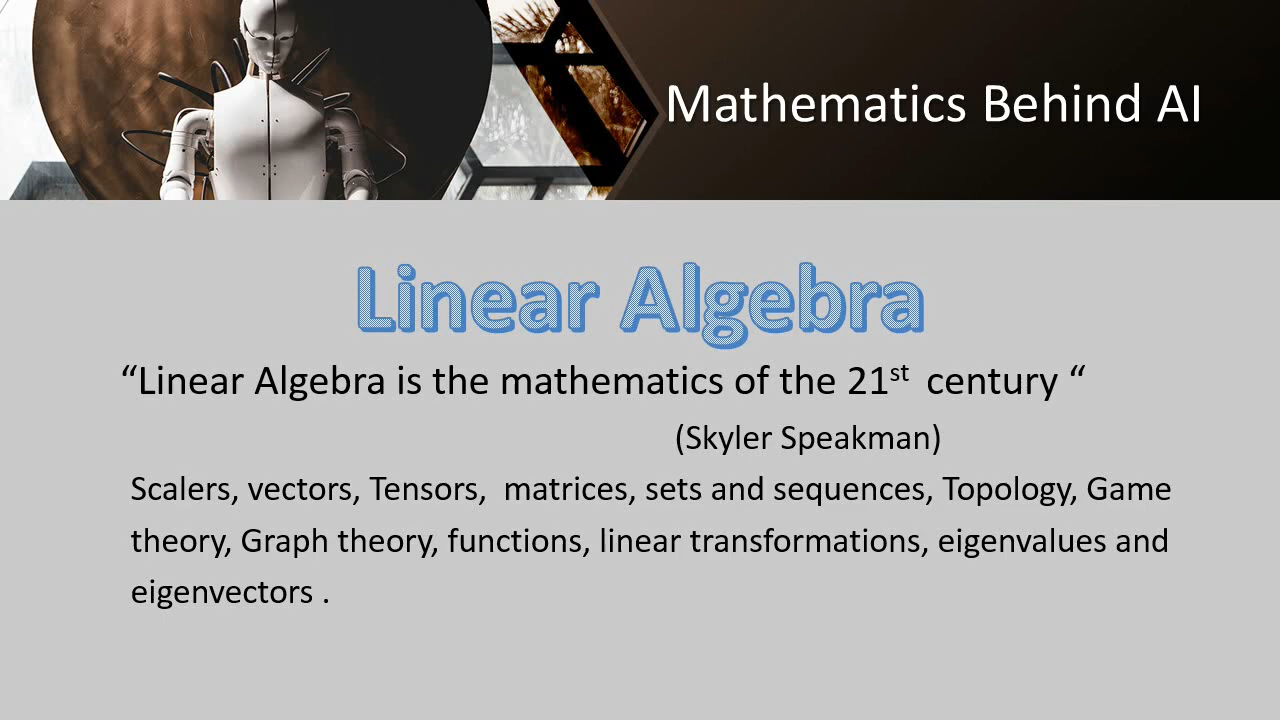 Mathematics Behind AI
Linear Algebra
“Linear Algebra is the mathematics of the 21st century “
(Skyler Speakman)
Scalers, vectors, Tensors, matrices, sets and sequences, Topology, Game
theory, Graph theory, functions, linear transformations, eigenvalues and
eigenvectors .